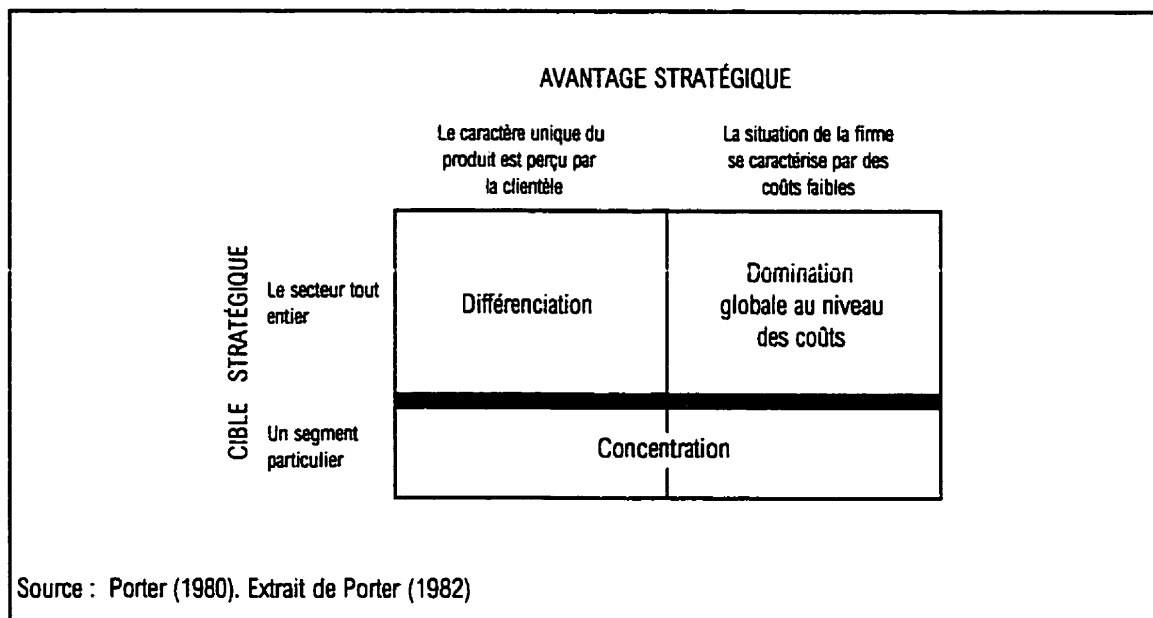 AVANTAGE STRATÉGIQUE
Le caractère unique du
produit est perçu par
la clientèle
La situation de la firme
se caractérise par des
coûts faibles
CIBLE STRATÉGIQUE
Le secteur tout
entier
Différenciation
Domination
globale au niveau
des coûts
Un segment
particulier
Concentration
Source : Porter (1980). Extrait de Porter (1982)